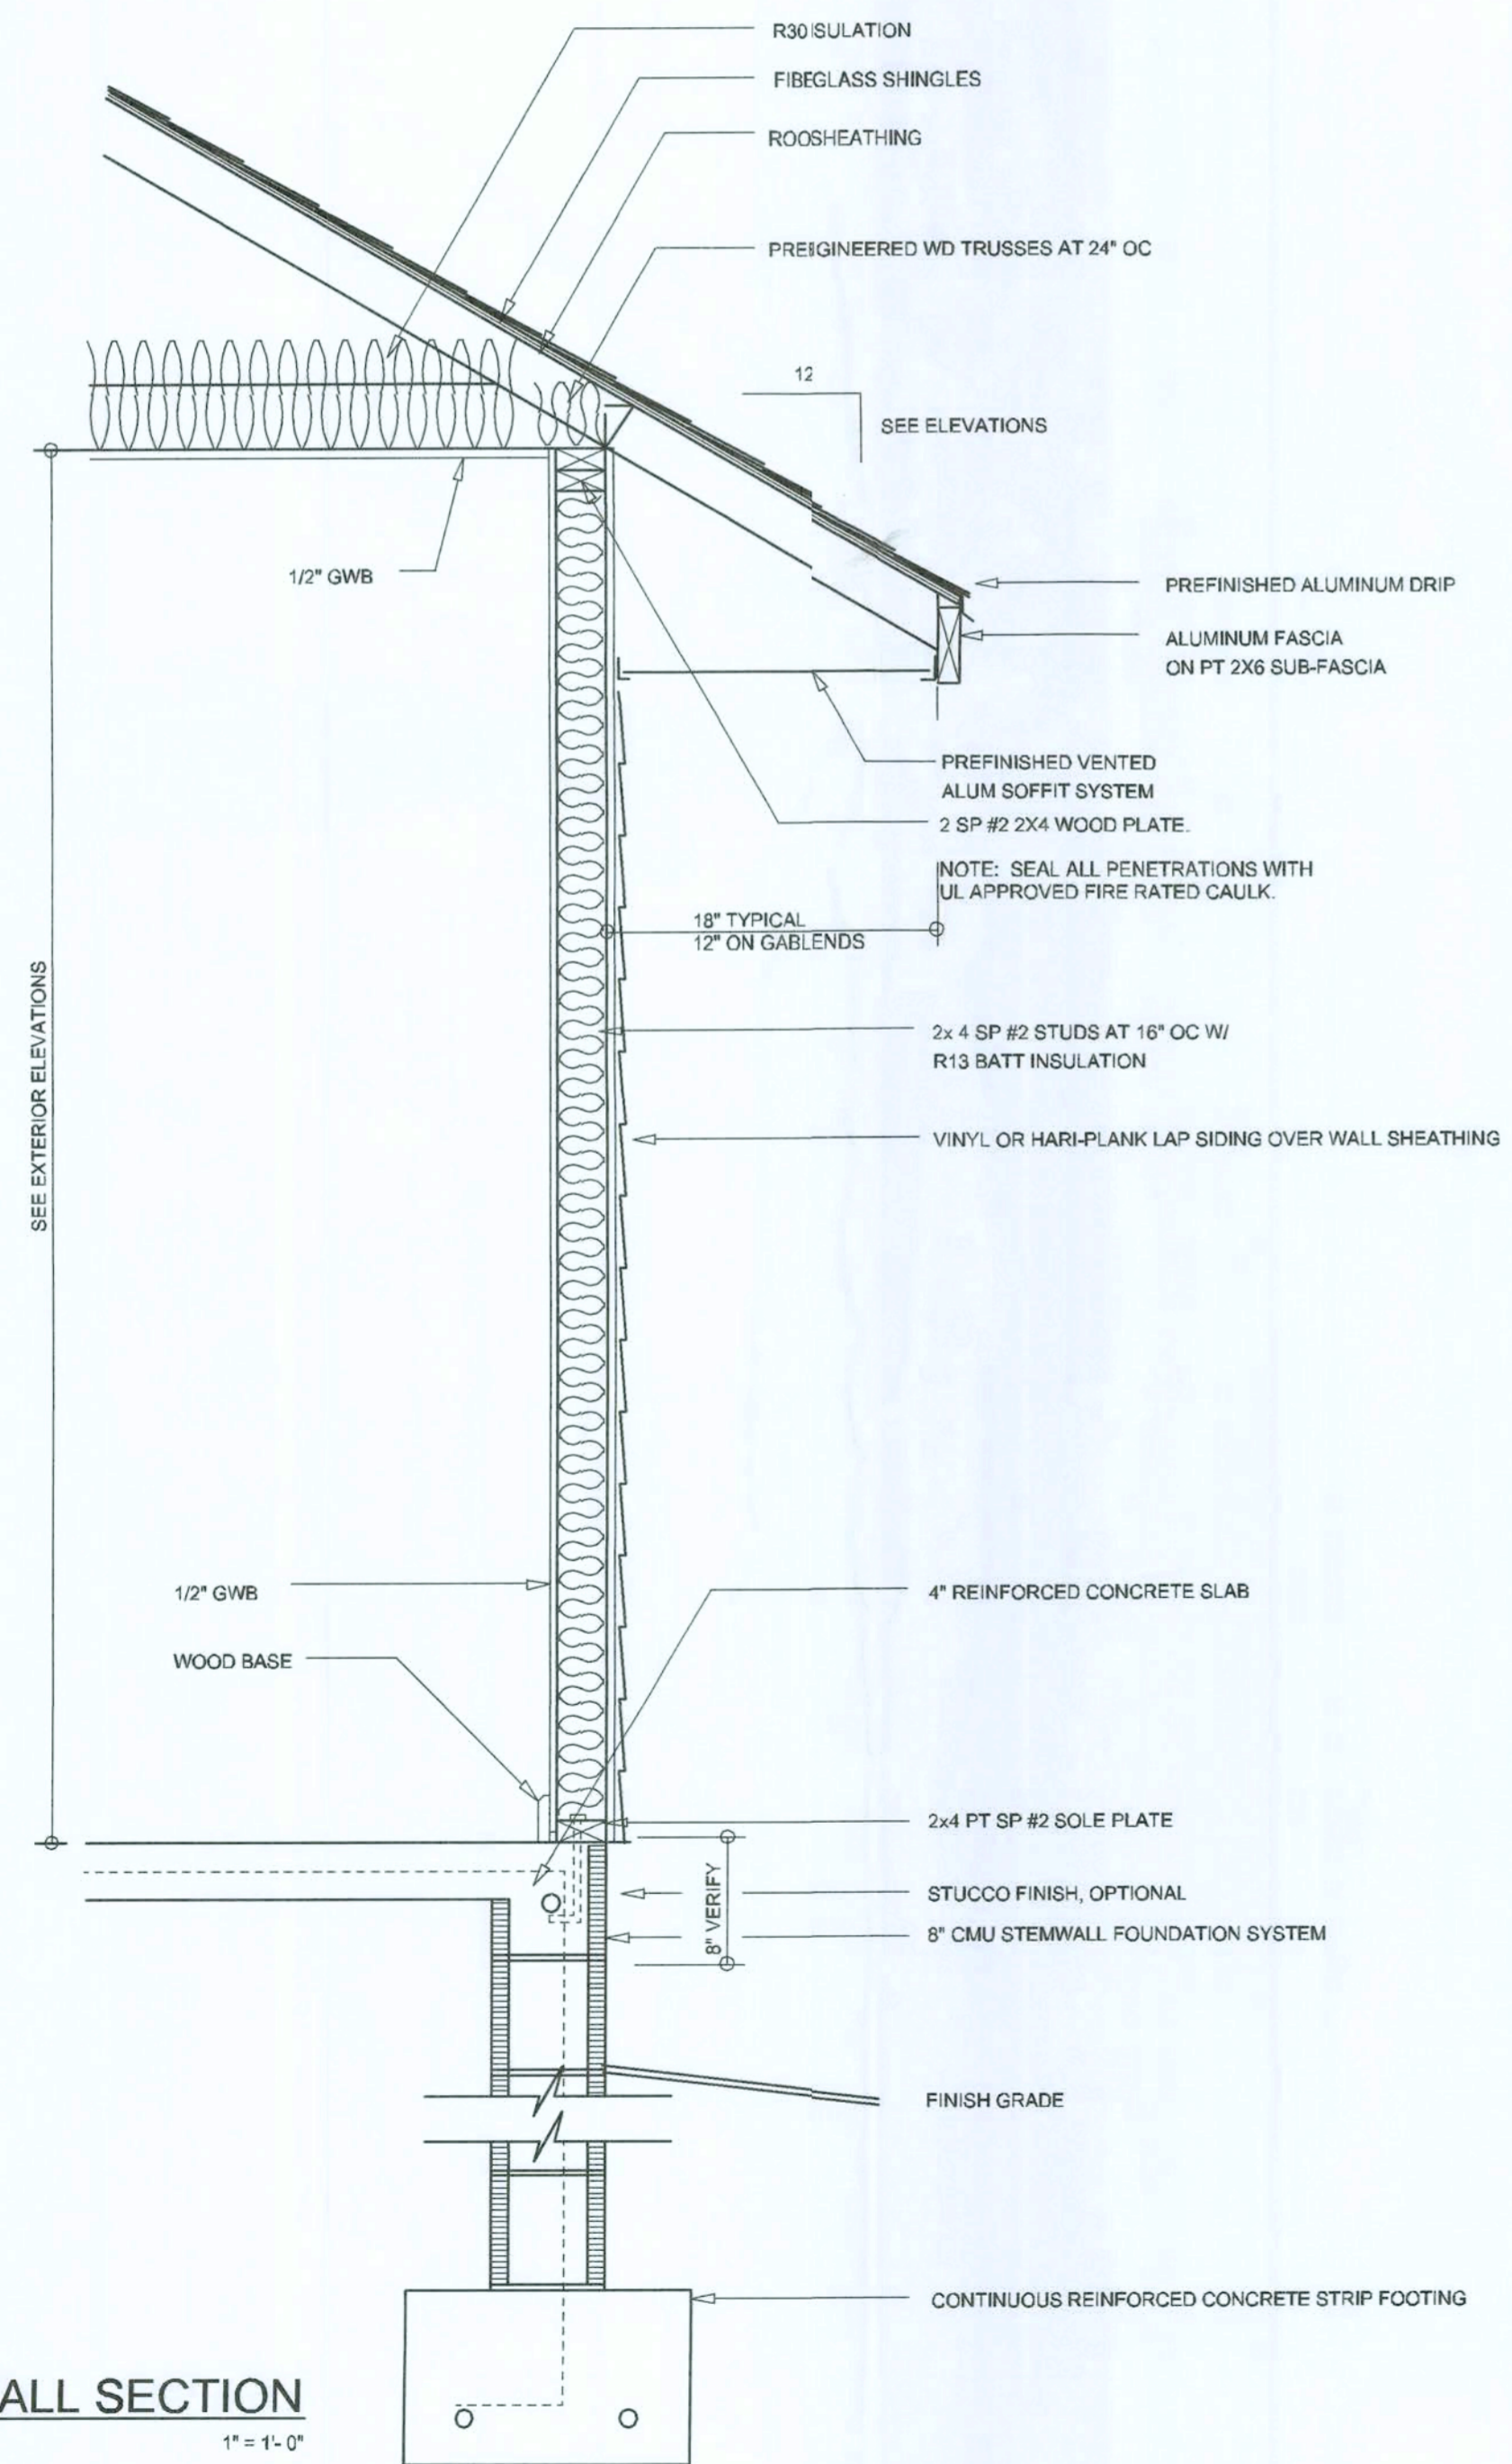 R30 ISULATION
FIBEGLASS SHINGLES
ROOSHEATHING
PREIGINEERED WD TRUSSES AT 24" OC
12
SEE ELEVATIONS
1/2" GWB
PREFINISHED ALUMINUM DRIP
ALUMINUM FASCIA
ON PT 2X6 SUB-FASCIA
PREFINISHED VENTED
ALUM SOFFIT SYSTEM
2 SP #2 2X4 WOOD PLATE.
NOTE: SEAL ALL PENETRATIONS WITH
UL APPROVED FIRE RATED CAULK.
18" TYPICAL
12" ON GABLENDS
SEE EXTERIOR ELEVATIONS
2x 4 SP #2 STUDS AT 16" OC W/
R13 BATT INSULATION
VINYL OR HARI-PLANK LAP SIDING OVER WALL SHEATHING
1/2" GWB
4" REINFORCED CONCRETE SLAB
WOOD BASE
2x4 PT SP #2 SOLE PLATE
8" VERIFY
STUCCO FINISH, OPTIONAL
8" CMU STEMWALL FOUNDATION SYSTEM
FINISH GRADE
CONTINUOUS REINFORCED CONCRETE STRIP FOOTING
ALL SECTION
1" = 1'- 0"